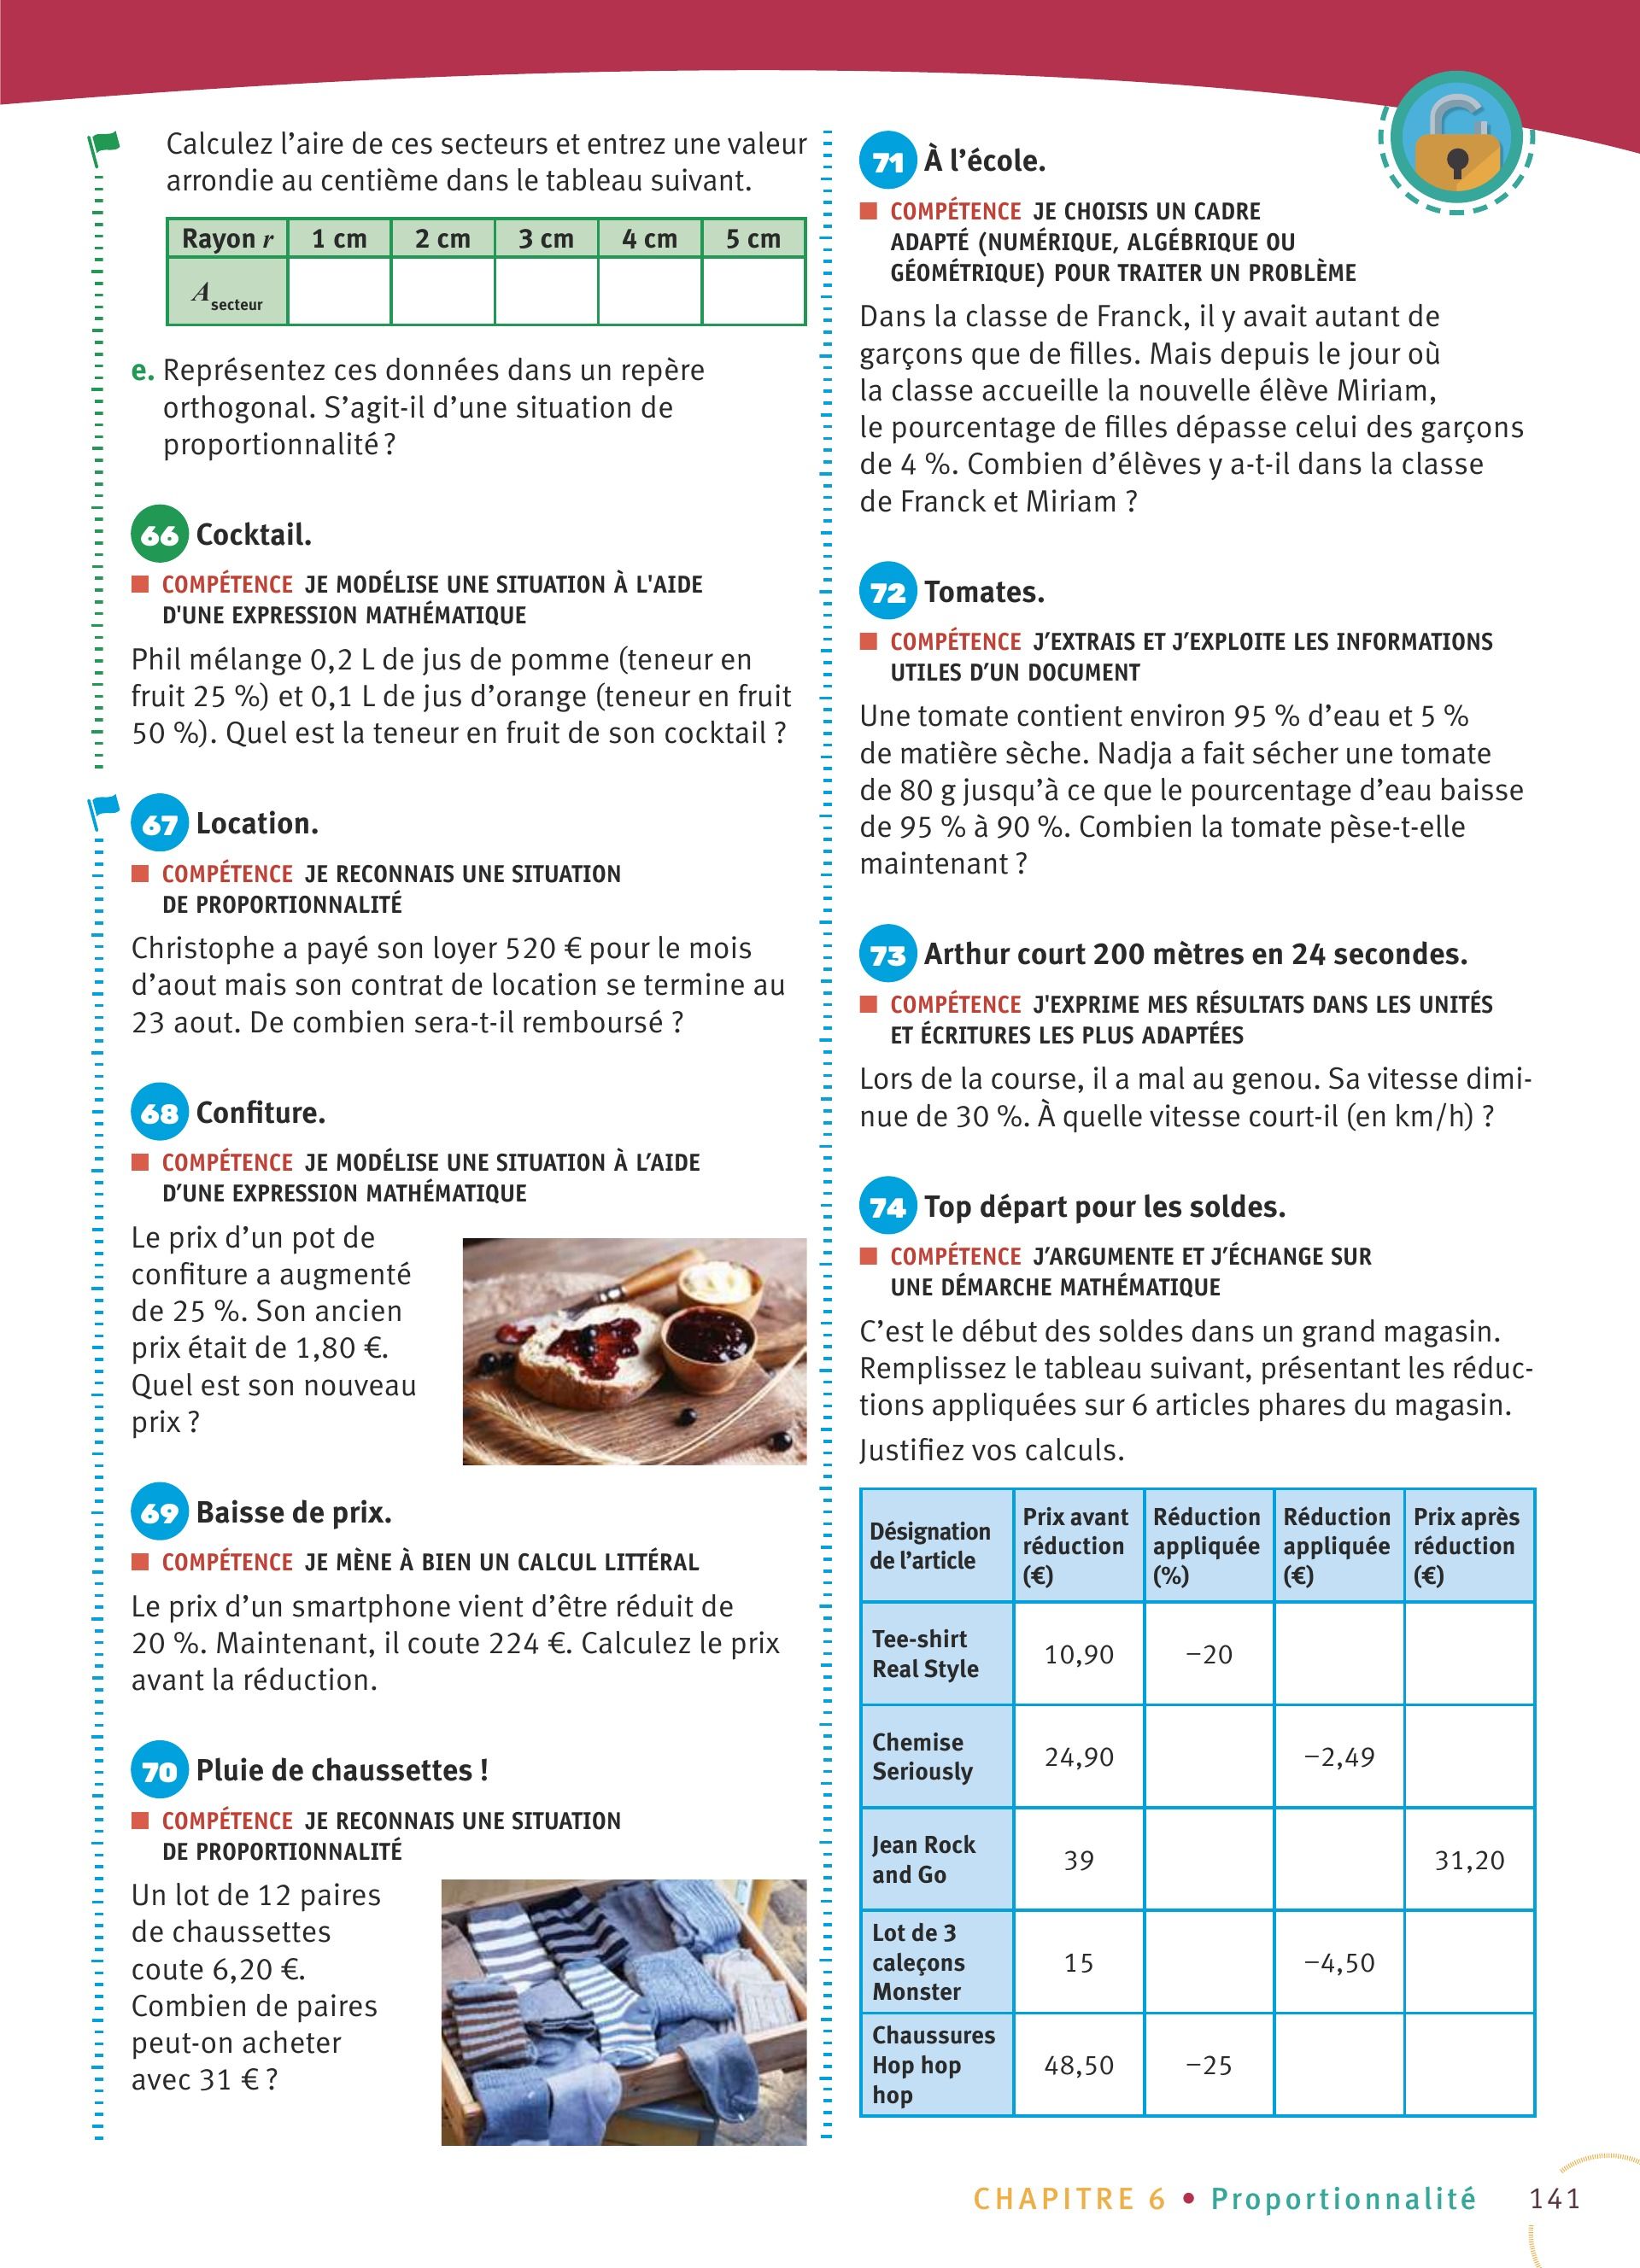 Calculez l’aire de ces secteurs et entrez une valeur
arrondie au centième dans le tableau suivant.
Rayon r 1 cm 2 cm 3 cm 4 cm 5 cm
A secteur
e. Représentez ces données dans un repère
orthogonal. S’agit-il d’une situation de
proportionnalité ?
66 Cocktail.
COMPÉTENCE JE MODÉLISE UNE SITUATION À L'AIDE
D'UNE EXPRESSION MATHÉMATIQUE
Phil mélange 0,2 L de jus de pomme (teneur en
fruit 25 %) et 0,1 L de jus d’orange (teneur en fruit
50 %). Quel est la teneur en fruit de son cocktail ?
67 Location.
COMPÉTENCE JE RECONNAIS UNE SITUATION
DE PROPORTIONNALITÉ
Christophe a payé son loyer 520 € pour le mois
d’aout mais son contrat de location se termine au
23 aout. De combien sera-t-il remboursé ?
68 Confiture.
COMPÉTENCE JE MODÉLISE UNE SITUATION À L’AIDE
D’UNE EXPRESSION MATHÉMATIQUE
Le prix d’un pot de
confiture a augmenté
de 25 %. Son ancien
prix était de 1,80 €.
Quel est son nouveau
prix ?
69 Baisse de prix.
COMPÉTENCE JE MÈNE À BIEN UN CALCUL LITTÉRAL
Le prix d’un smartphone vient d’être réduit de
20 %. Maintenant, il coute 224 €. Calculez le prix
avant la réduction.
70 Pluie de chaussettes !
COMPÉTENCE JE RECONNAIS UNE SITUATION
DE PROPORTIONNALITÉ
Un lot de 12 paires
de chaussettes
coute 6,20 €.
Combien de paires
peut-on acheter
avec 31 € ?
71 À l’école.
COMPÉTENCE JE CHOISIS UN CADRE
ADAPTÉ (NUMÉRIQUE, ALGÉBRIQUE OU
GÉOMÉTRIQUE) POUR TRAITER UN PROBLÈME
Dans la classe de Franck, il y avait autant de
garçons que de filles. Mais depuis le jour où
la classe accueille la nouvelle élève Miriam,
le pourcentage de filles dépasse celui des garçons
de 4 %. Combien d’élèves y a-t-il dans la classe
de Franck et Miriam ?
72 Tomates.
COMPÉTENCE J’EXTRAIS ET J’EXPLOITE LES INFORMATIONS
UTILES D’UN DOCUMENT
Une tomate contient environ 95 % d’eau et 5 %
de matière sèche. Nadja a fait sécher une tomate
de 80 g jusqu’à ce que le pourcentage d’eau baisse
de 95 % à 90 %. Combien la tomate pèse-t-elle
maintenant ?
73 Arthur court 200 mètres en 24 secondes.
COMPÉTENCE J'EXPRIME MES RÉSULTATS DANS LES UNITÉS
ET ÉCRITURES LES PLUS ADAPTÉES
Lors de la course, il a mal au genou. Sa vitesse dimi-
nue de 30 %. À quelle vitesse court-il (en km/h) ?
74 Top départ pour les soldes.
COMPÉTENCE J’ARGUMENTE ET J’ÉCHANGE SUR
UNE DÉMARCHE MATHÉMATIQUE
C’est le début des soldes dans un grand magasin.
Remplissez le tableau suivant, présentant les réduc-
tions appliquées sur 6 articles phares du magasin.
Justifiez vos calculs.
Désignation de l’article Prix avant réduction (€) Réduction appliquée (%) Réduction appliquée (€) Prix après réduction (€)
Tee-shirt Real Style 10,90 −20
Chemise Seriously 24,90 −2,49
Jean Rock and Go 39 31,20
Lot de 3 caleçons Monster 15 −4,50
Chaussures Hop hop hop 48,50 −25
CHAPITRE 6 • Proportionnalité 141